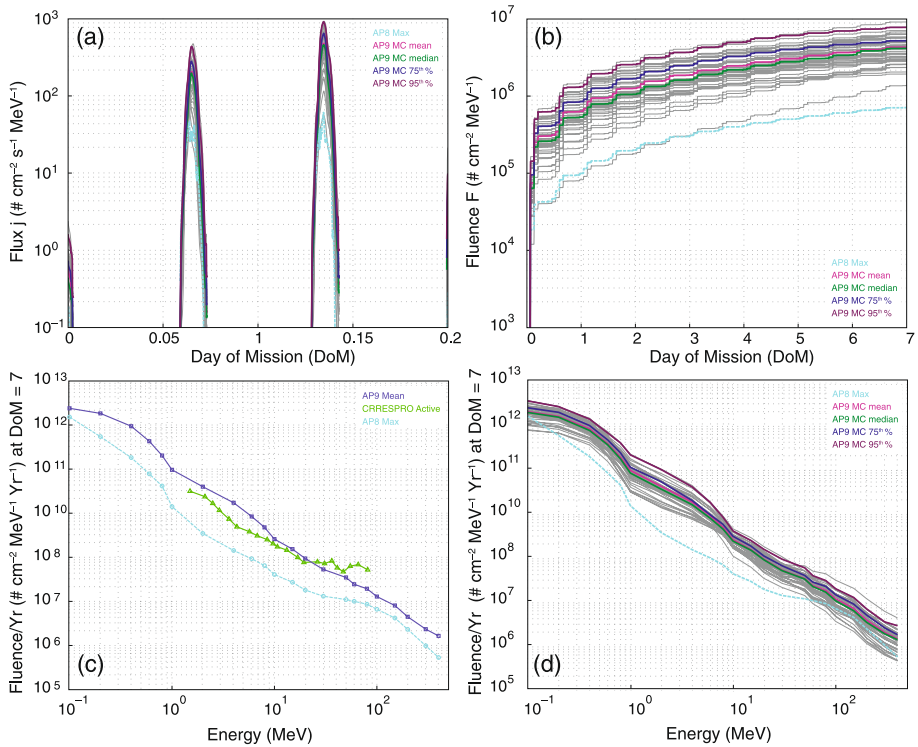 (a)
AP8 Max
AP9 MC mean
AP9 MC median
AP9 MC 75th %
AP9 MC 95th %
Flux j (# cm⁻² s⁻¹ MeV⁻¹)
10³
10²
10¹
10⁰
10⁻¹
0 0.05 0.1 0.15 0.2
Day of Mission (DoM)
(b)
Fluence F (# cm⁻² MeV⁻¹)
10⁷
10⁶
10⁵
10⁴
10³
AP8 Max
AP9 MC mean
AP9 MC median
AP9 MC 75th %
AP9 MC 95th %
0 1 2 3 4 5 6 7
Day of Mission (DoM)
Fluence/Yr (# cm⁻² MeV⁻¹ Yr⁻¹) at DoM = 7
10¹³
10¹²
10¹¹
10¹⁰
10⁹
10⁸
10⁷
10⁶
10⁵
AP9 Mean
CRRESPRO Active
AP8 Max
(c)
10⁻¹ 10⁰ 10¹ 10²
Energy (MeV)
Fluence/Yr (# cm⁻² MeV⁻¹ Yr⁻¹) at DoM = 7
10¹³
10¹²
10¹¹
10¹⁰
10⁹
10⁸
10⁷
10⁶
10⁵
AP8 Max
AP9 MC mean
AP9 MC median
AP9 MC 75th %
AP9 MC 95th %
(d)
10⁻¹ 10⁰ 10¹ 10²
Energy (MeV)